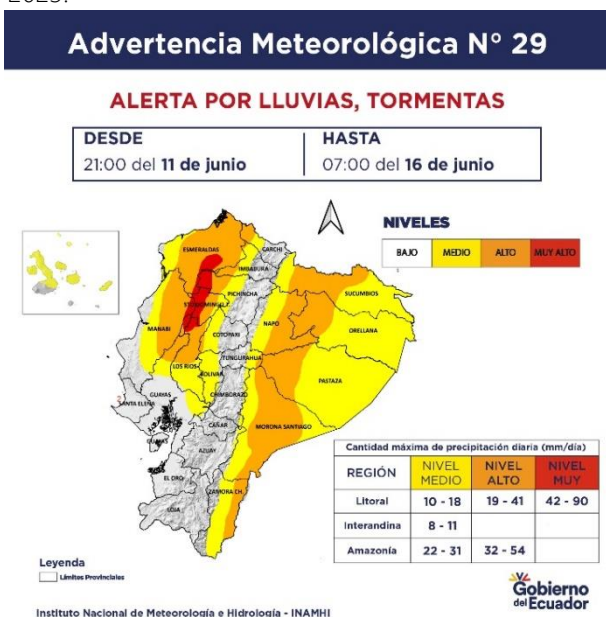 2025.
Advertencia Meteorológica N° 29
ALERTA POR LLUVIAS, TORMENTAS
DESDE
21:00 del 11 de junio
HASTA
07:00 del 16 de junio
NIVELES
BAJO MEDIO ALTO MUY ALTO
ESMERALDAS
CARCHI
IMBABURA
SUCUMBIOS
PICHINCHA
MANABI
NAPO
ORELLANA
COTOPAXI
TUNGURAHUA
LOS RIOS
BOLIVAR
PASTAZA
GUAYAS
CHIMBORAZO
SANTA ELENA
MORONA SANTIAGO
CAÑAR
GUAYAS
AZUAY
EL ORO
ZAMORA CH.
LOJA
Cantidad máxima de precipitación diaria (mm/día)
REGIÓN NIVEL MEDIO NIVEL ALTO NIVEL MUY
Litoral 10 - 18 19 - 41 42 - 90
Interandina 8 - 11
Amazonía 22 - 31 32 - 54
Leyenda
Límites Provinciales
Gobierno
del Ecuador
Instituto Nacional de Meteorología e Hidrología - INAMHI